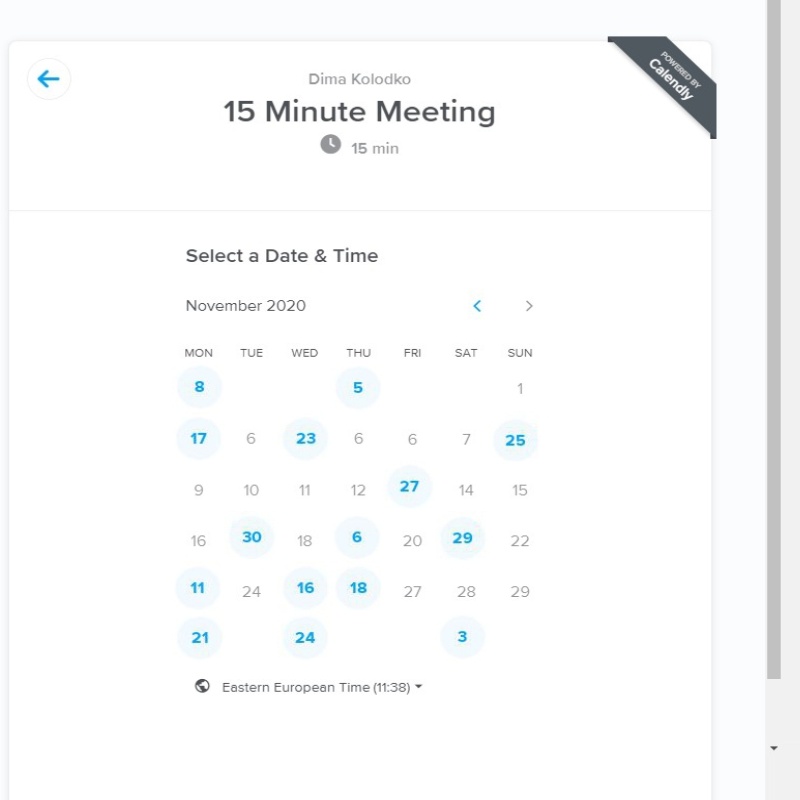 Dima Kolodko
POWERED BY
Calendly
15 Minute Meeting
15 min
Select a Date & Time
November 2020
MON TUE WED THU FRI SAT SUN
8 5 1
17 6 23 6 6 7 25
9 10 11 12 27 14 15
16 30 18 6 20 29 22
11 24 16 18 27 28 29
21 24 3
Eastern European Time (11:38)